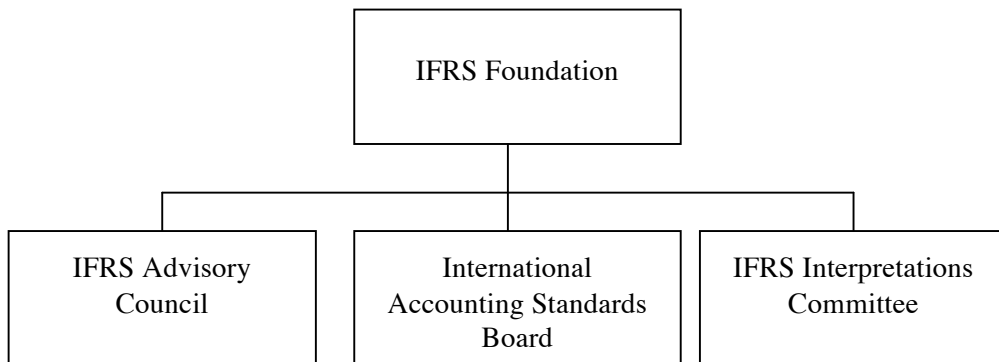 IFRS Foundation
IFRS Advisory
Council
International
Accounting Standards
Board
IFRS Interpretations
Committee